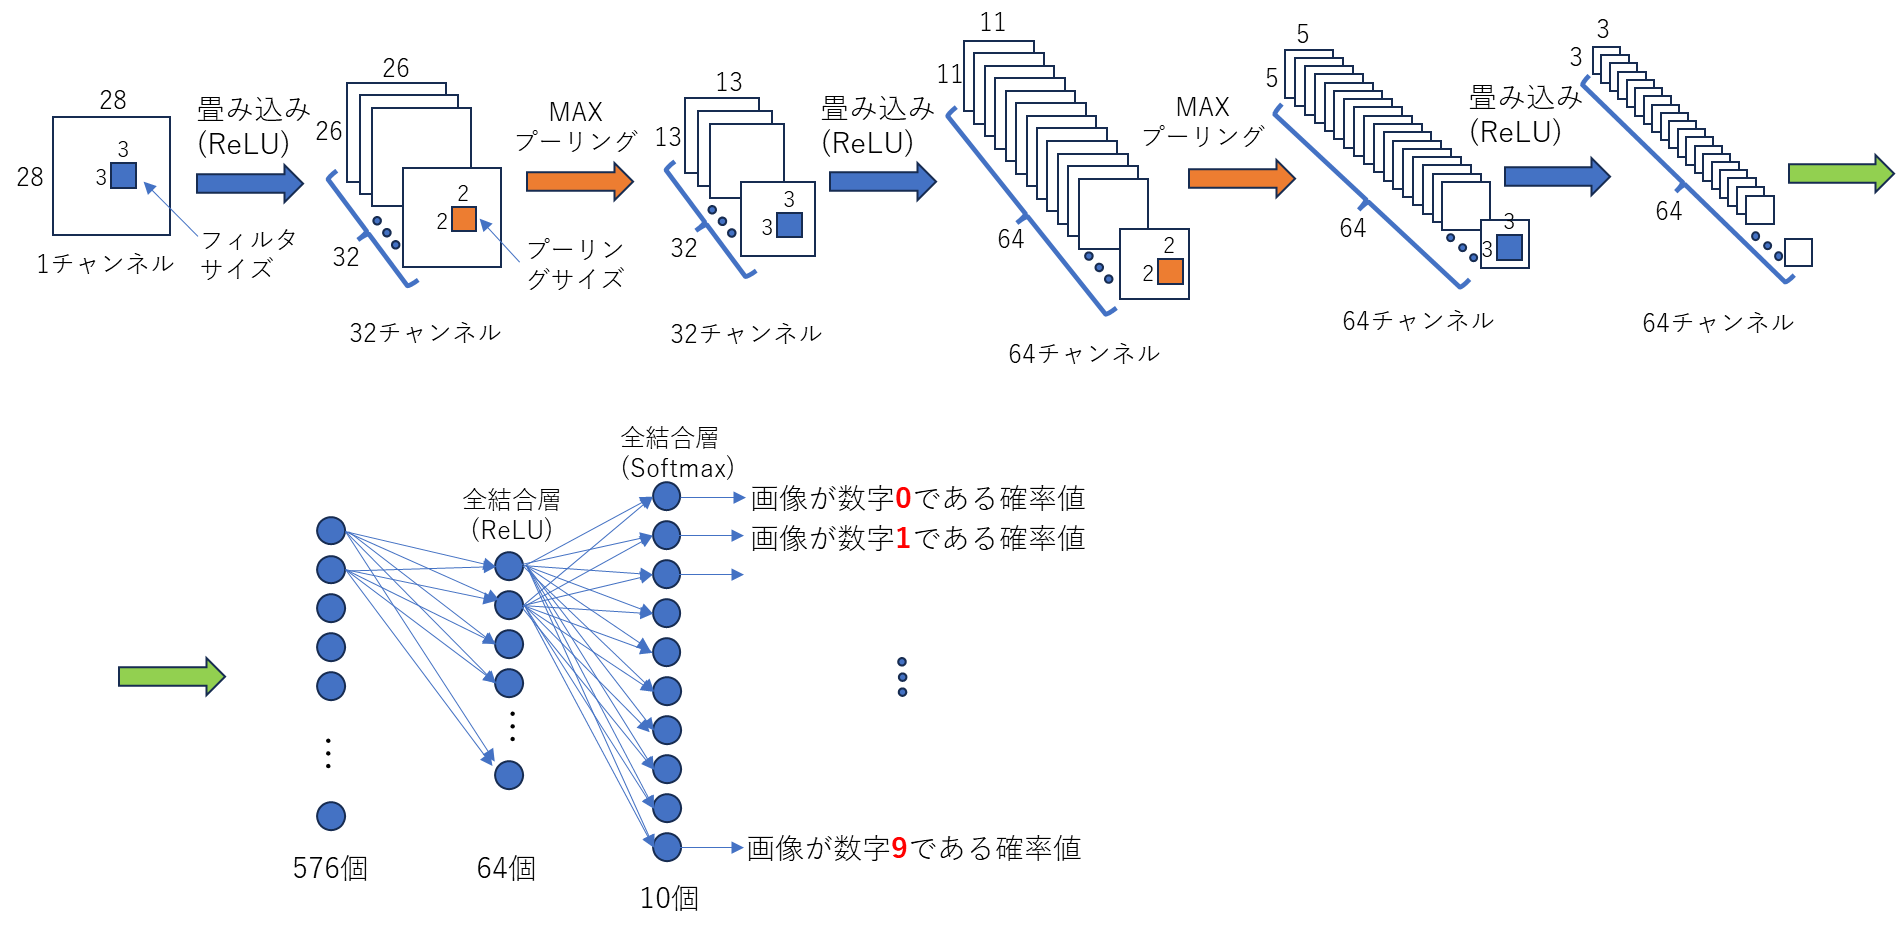 28
28
3
3
フィルタ
サイズ
1チャンネル
畳み込み
(ReLU)
26
26
2
2
32
プーリン
グサイズ
32チャンネル
MAX
プーリング
13
13
3
3
32
32チャンネル
畳み込み
(ReLU)
11
11
2
2
64
64チャンネル
MAX
プーリング
5
5
3
3
64
64チャンネル
畳み込み
(ReLU)
3
3
64
64チャンネル
576個
全結合層
(ReLU)
64個
全結合層
(Softmax)
10個
画像が数字0である確率値
画像が数字1である確率値
画像が数字9である確率値